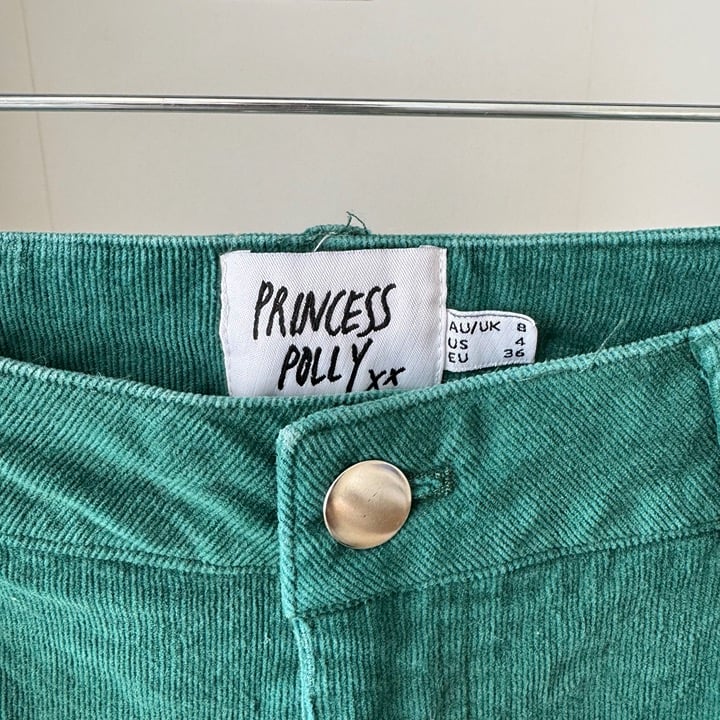 PRINCESS
POLLY xx
AU/UK 8
US 4
EU 36